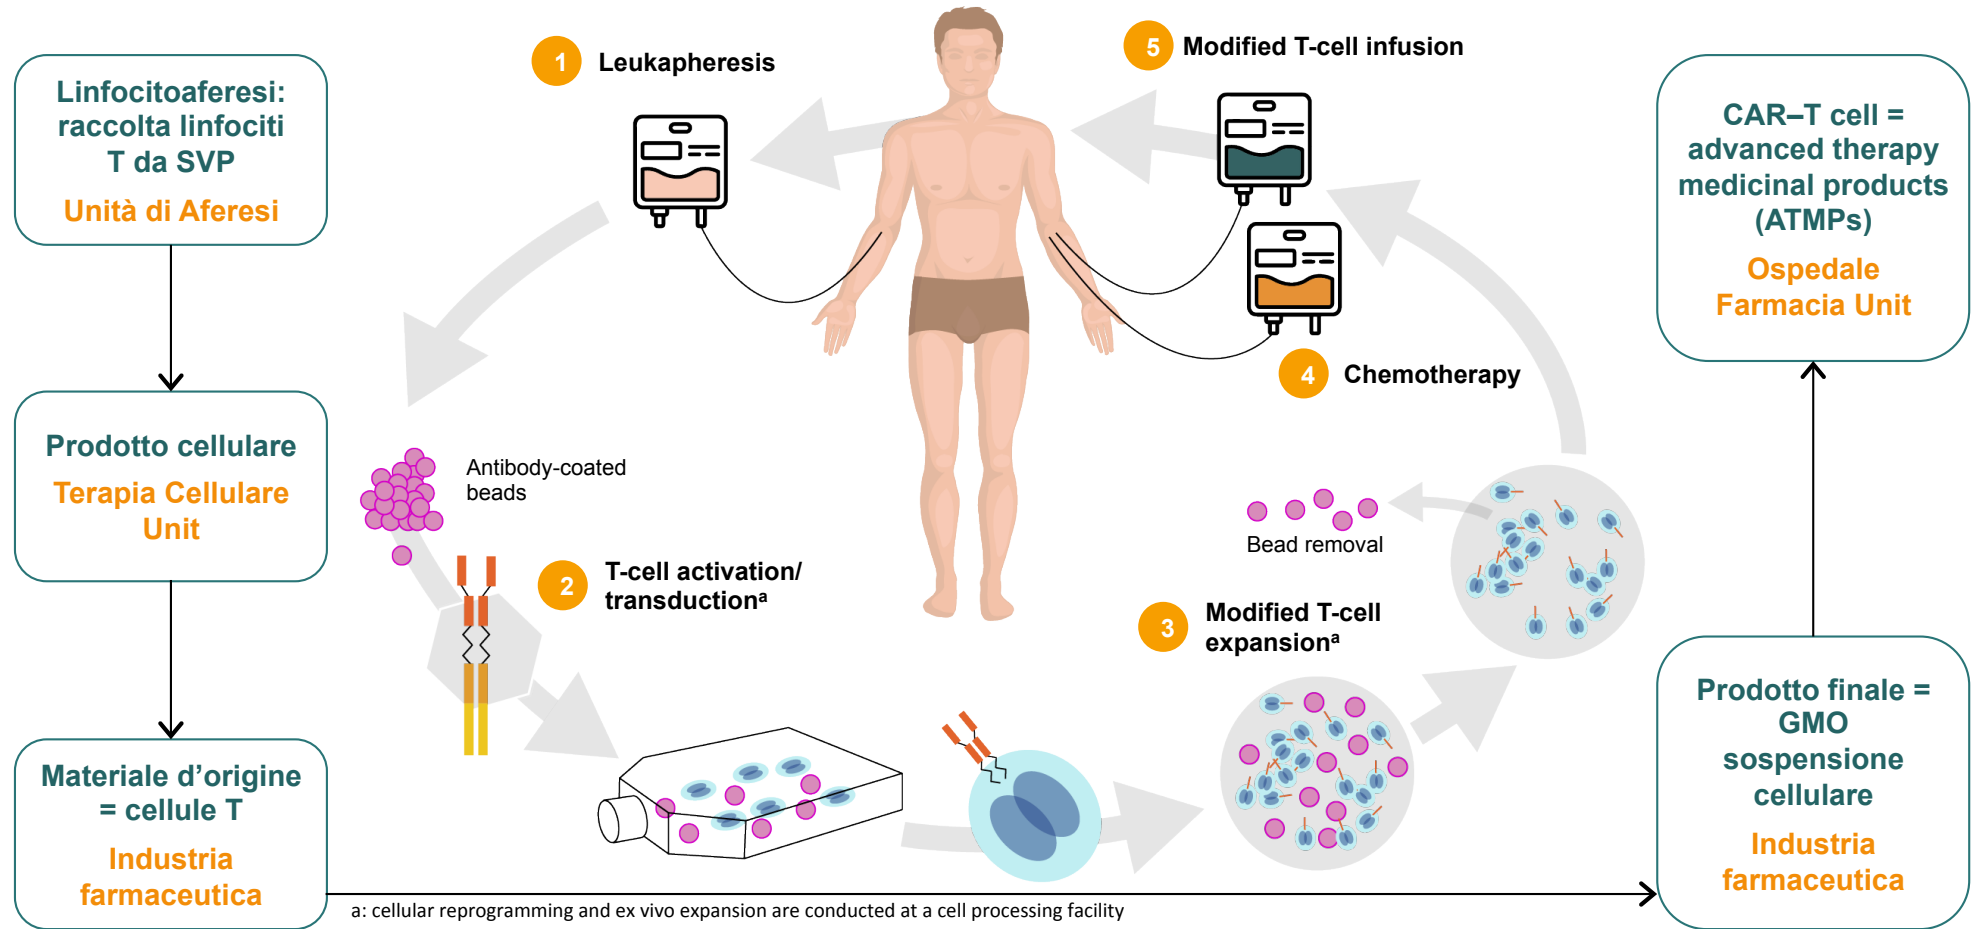 Linfocitoaferesi:
raccolta linfociti
T da SVP
Unità di Aferesi
Prodotto cellulare
Terapia Cellulare
Unit
Materiale d’origine
= cellule T
Industria
farmaceutica
1
Leukapheresis
5
Modified T-cell infusion
4
Chemotherapy
Antibody-coated
beads
2
T-cell activation/
transductionᵃ
Bead removal
3
Modified T-cell
expansionᵃ
a: cellular reprogramming and ex vivo expansion are conducted at a cell processing facility
CAR–T cell =
advanced therapy
medicinal products
(ATMPs)
Ospedale
Farmacia Unit
Prodotto finale =
GMO
sospensione
cellulare
Industria
farmaceutica